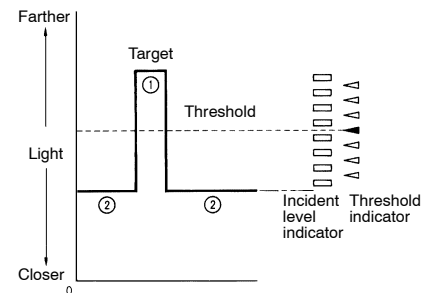 Farther
Target
①
Threshold
Light
②
②
Incident
level
indicator
Threshold
indicator
Closer
0